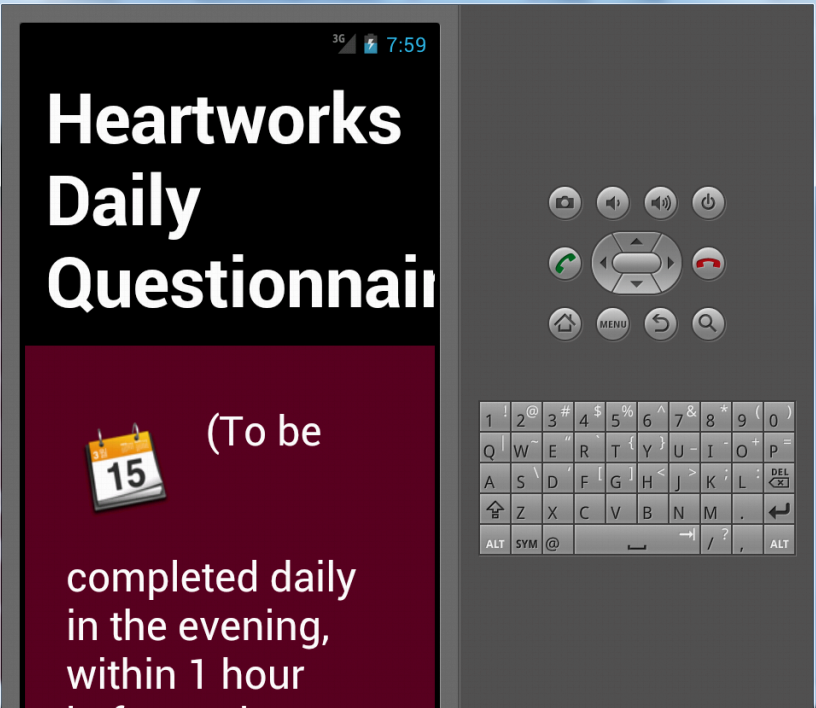 3G 7:59
Heartworks
Daily
Questionnair
(To be
15
completed daily
in the evening,
within 1 hour
MENU
1 ! 2 @ 3 # 4 $ 5 % 6 ^ 7 & 8 * 9 ( 0 )
Q | W ~ E " R ` T { Y } U _ I - O + P =
A S \ D ' F [ G ] H < J > K ; L : DEL
Z X C V B N M .
ALT SYM @ / ? , ALT